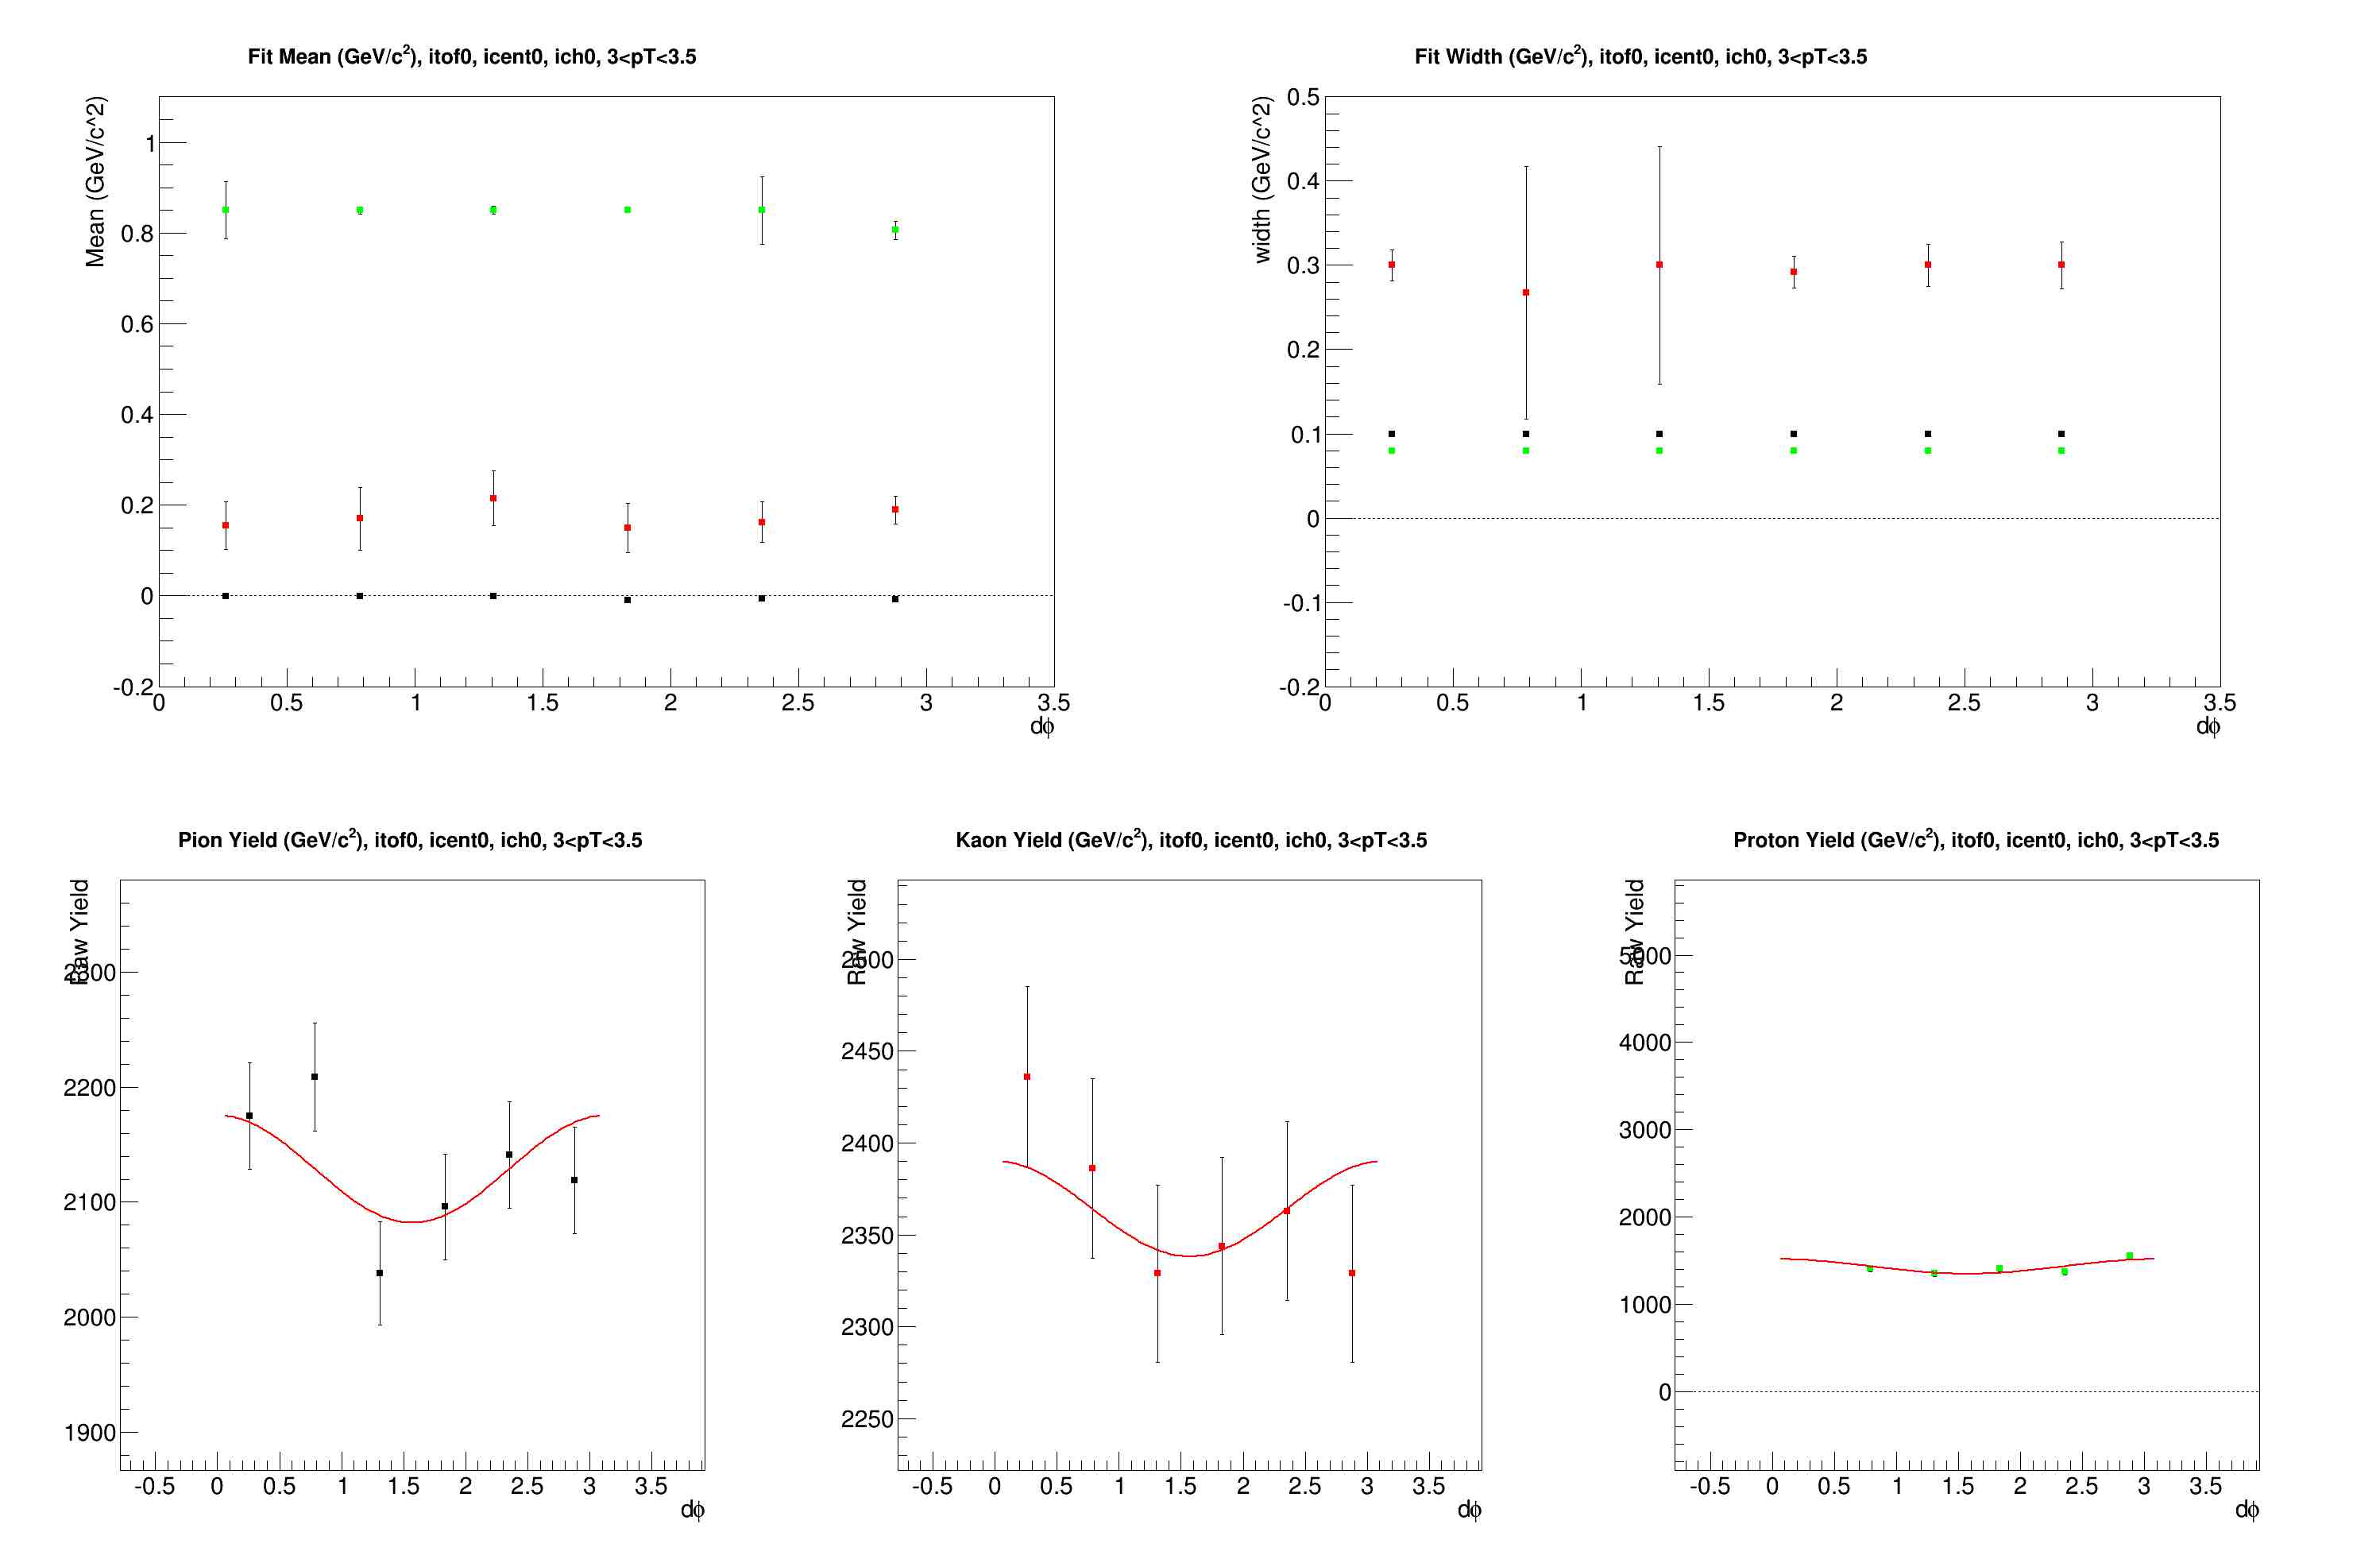 Fit Mean (GeV/c²), itof0, icent0, ich0, 3<pT<3.5
Mean (GeV/c^2)
1
0.8
0.6
0.4
0.2
0
-0.2
0 0.5 1 1.5 2 2.5 3 3.5
dϕ
Fit Width (GeV/c²), itof0, icent0, ich0, 3<pT<3.5
width (GeV/c^2)
0.5
0.4
0.3
0.2
0.1
0
-0.1
-0.2
0 0.5 1 1.5 2 2.5 3 3.5
dϕ
Pion Yield (GeV/c²), itof0, icent0, ich0, 3<pT<3.5
Raw Yield
2300
2200
2100
2000
1900
-0.5 0 0.5 1 1.5 2 2.5 3 3.5
dϕ
Kaon Yield (GeV/c²), itof0, icent0, ich0, 3<pT<3.5
Raw Yield
2500
2450
2400
2350
2300
2250
-0.5 0 0.5 1 1.5 2 2.5 3 3.5
dϕ
Proton Yield (GeV/c²), itof0, icent0, ich0, 3<pT<3.5
Raw Yield
5000
4000
3000
2000
1000
0
-0.5 0 0.5 1 1.5 2 2.5 3 3.5
dϕ